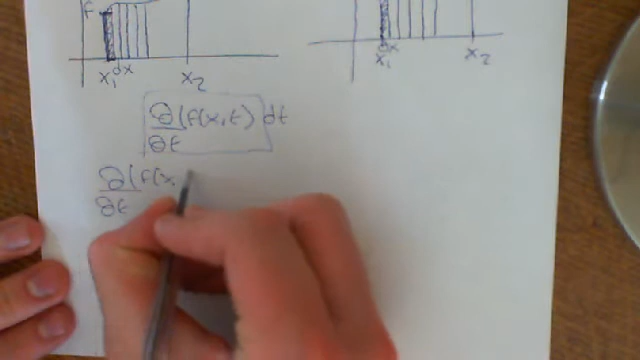 f
x₁ dx x₂
x₁ dx x₂
∂(f(x,t) dt
∂t
∂(f(x,
∂t